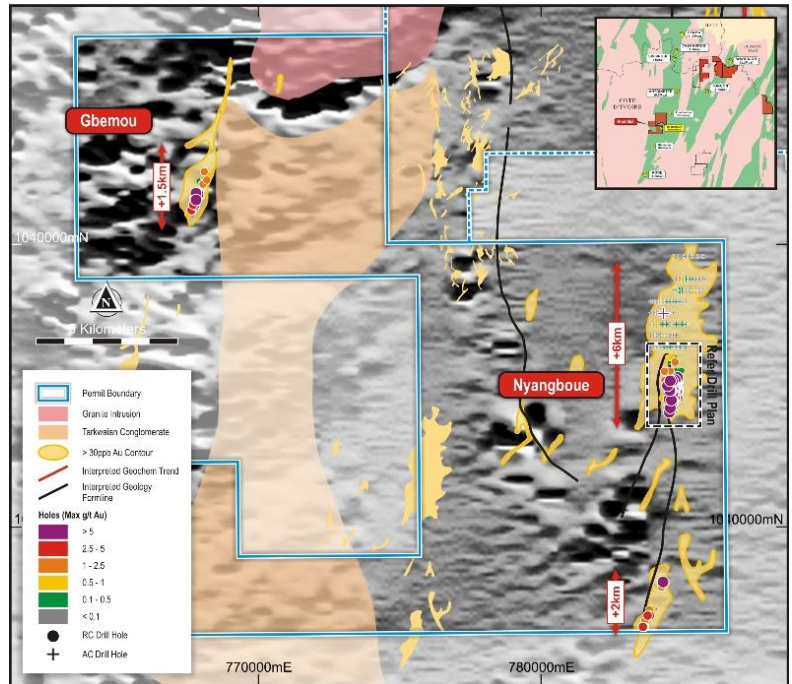 Gbemou
+1.5km
1040000mN
N
Kilometers
+6km
Refer Drill Plan
Nyangboue
1040000mN
+2km
770000mE
780000mE
Permit Boundary
Granite Intrusion
Tarkwaian Conglomerate
> 30ppb Au Contour
Interpreted Geochem Trend
Interpreted Geology
Formline
Holes (Max g/t Au)
> 5
2.5 - 5
1 - 2.5
0.5 - 1
0.1 - 0.5
< 0.1
RC Drill Hole
AC Drill Hole